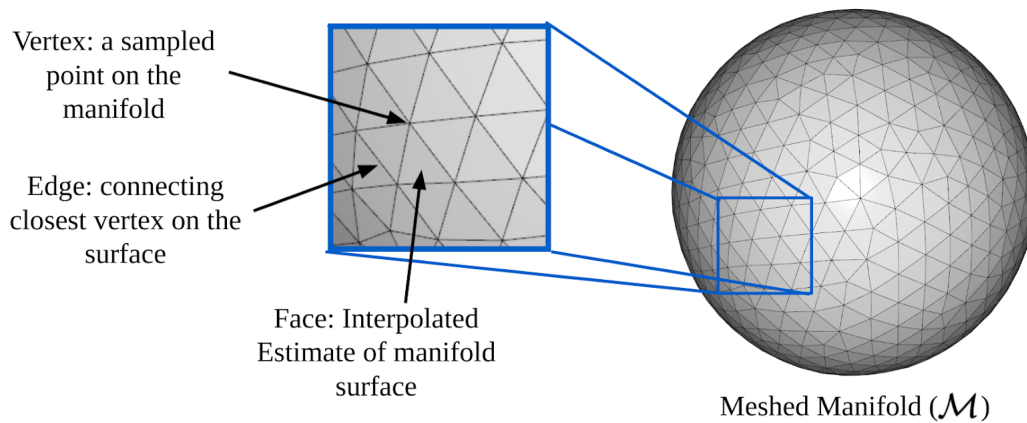 Vertex: a sampled
point on the
manifold
Edge: connecting
closest vertex on the
surface
Face: Interpolated
Estimate of manifold
surface
Meshed Manifold (ℳ)